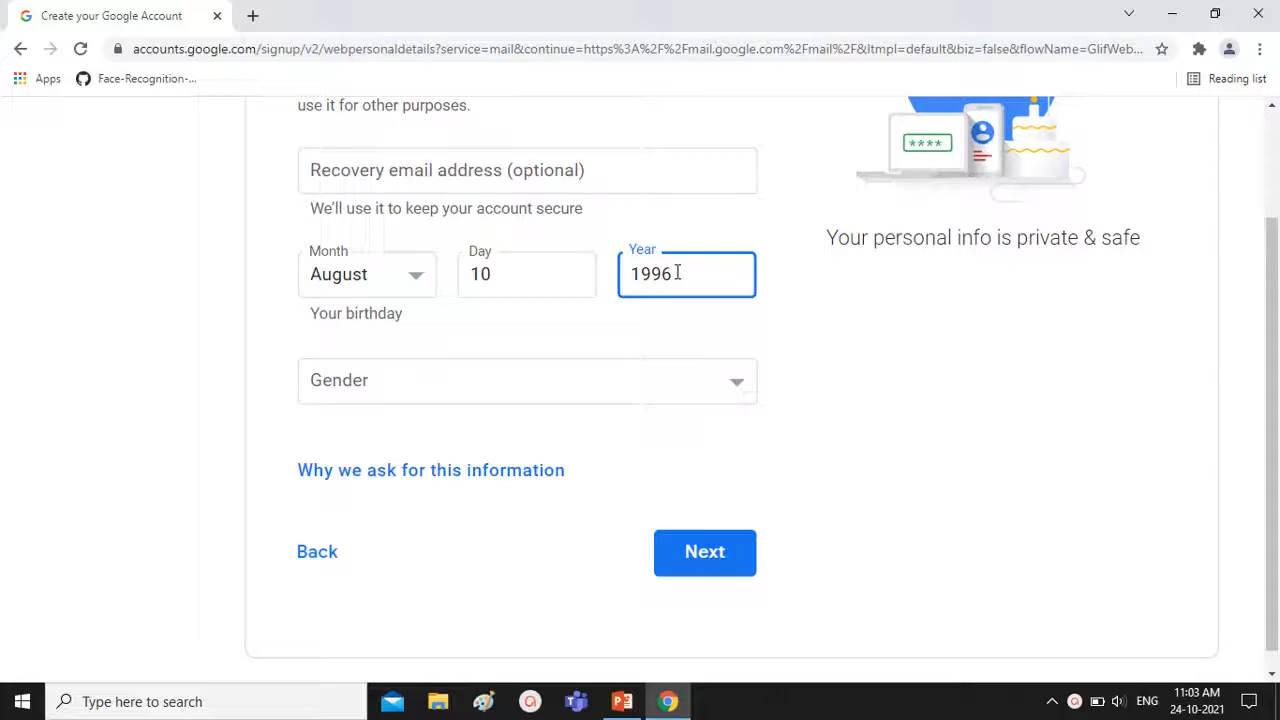 Create your Google Account
accounts.google.com/signup/v2/webpersonaldetails?service=mail&continue=https%3A%2F%2Fmail.google.com%2Fmail%2F&ltmpl=default&biz=false&flowName=GlifWeb...
Apps
Face-Recognition-...
Reading list
use it for other purposes.
Recovery email address (optional)
We'll use it to keep your account secure
****
Your personal info is private & safe
Month
Day
Year
August
10
1996
Your birthday
Gender
Why we ask for this information
Back
Next
Type here to search
ENG
11:03 AM
24-10-2021